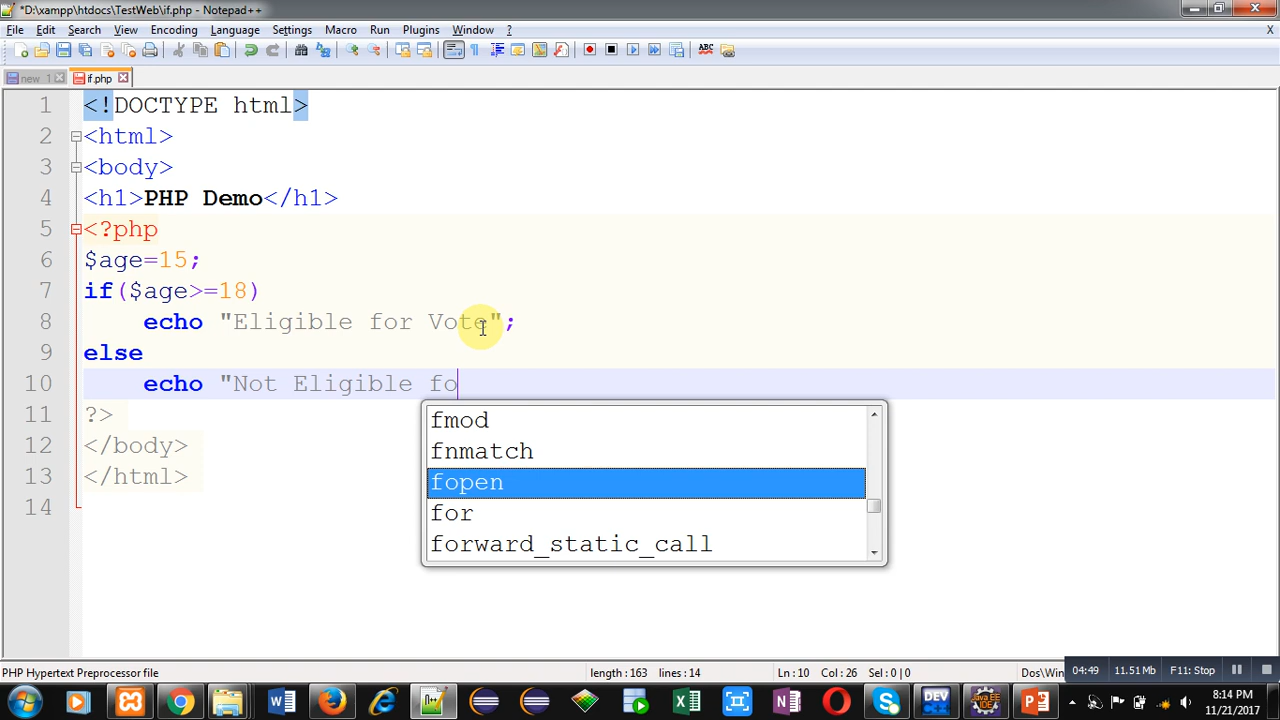 *D:\xampp\htdocs\TestWeb\if.php - Notepad++
File Edit Search View Encoding Language Settings Macro Run Plugins Window ? X
new 1 if.php
1 <!DOCTYPE html>
2 <html>
3 <body>
4 <h1>PHP Demo</h1>
5 <?php
6 $age=15;
7 if($age>=18)
8 echo "Eligible for Vote";
9 else
10 echo "Not Eligible fo
11 ?>
12 </body>
13 </html>
14
fmod
fnmatch
fopen
for
forward_static_call
PHP Hypertext Preprocessor file length : 163 lines : 14 Ln : 10 Col : 26 Sel : 0 | 0 Dos\Win
04:49 11.51MB F11: Stop
8:14 PM
11/21/2017